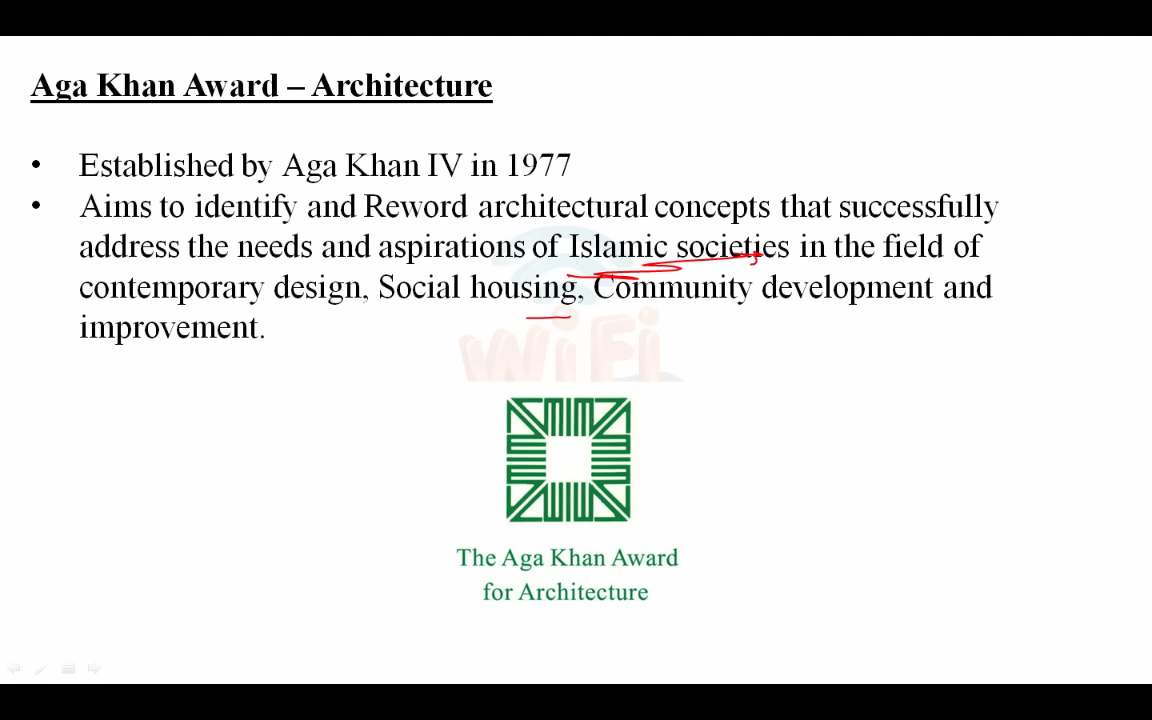 Aga Khan Award – Architecture
• Established by Aga Khan IV in 1977
• Aims to identify and Reword architectural concepts that successfully
address the needs and aspirations of Islamic societies in the field of
contemporary design, Social housing, Community development and
improvement.
WiFi
The Aga Khan Award
for Architecture